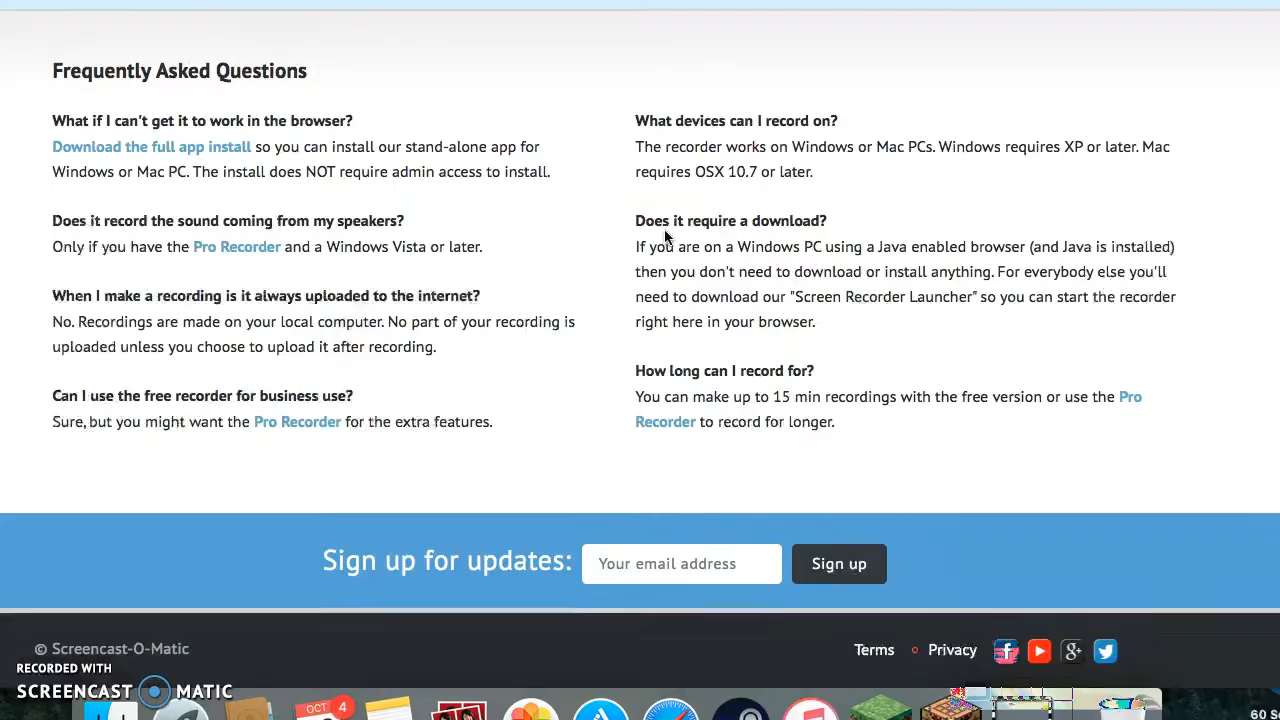 Frequently Asked Questions
What if I can't get it to work in the browser?
Download the full app install so you can install our stand-alone app for
Windows or Mac PC. The install does NOT require admin access to install.
Does it record the sound coming from my speakers?
Only if you have the Pro Recorder and a Windows Vista or later.
When I make a recording is it always uploaded to the internet?
No. Recordings are made on your local computer. No part of your recording is
uploaded unless you choose to upload it after recording.
Can I use the free recorder for business use?
Sure, but you might want the Pro Recorder for the extra features.
What devices can I record on?
The recorder works on Windows or Mac PCs. Windows requires XP or later. Mac
requires OSX 10.7 or later.
Does it require a download?
If you are on a Windows PC using a Java enabled browser (and Java is installed)
then you don't need to download or install anything. For everybody else you'll
need to download our "Screen Recorder Launcher" so you can start the recorder
right here in your browser.
How long can I record for?
You can make up to 15 min recordings with the free version or use the Pro
Recorder to record for longer.
Sign up for updates:
Your email address
Sign up
© Screencast-O-Matic
Terms
Privacy
RECORDED WITH
SCREENCAST MATIC
OCT 4
60 S